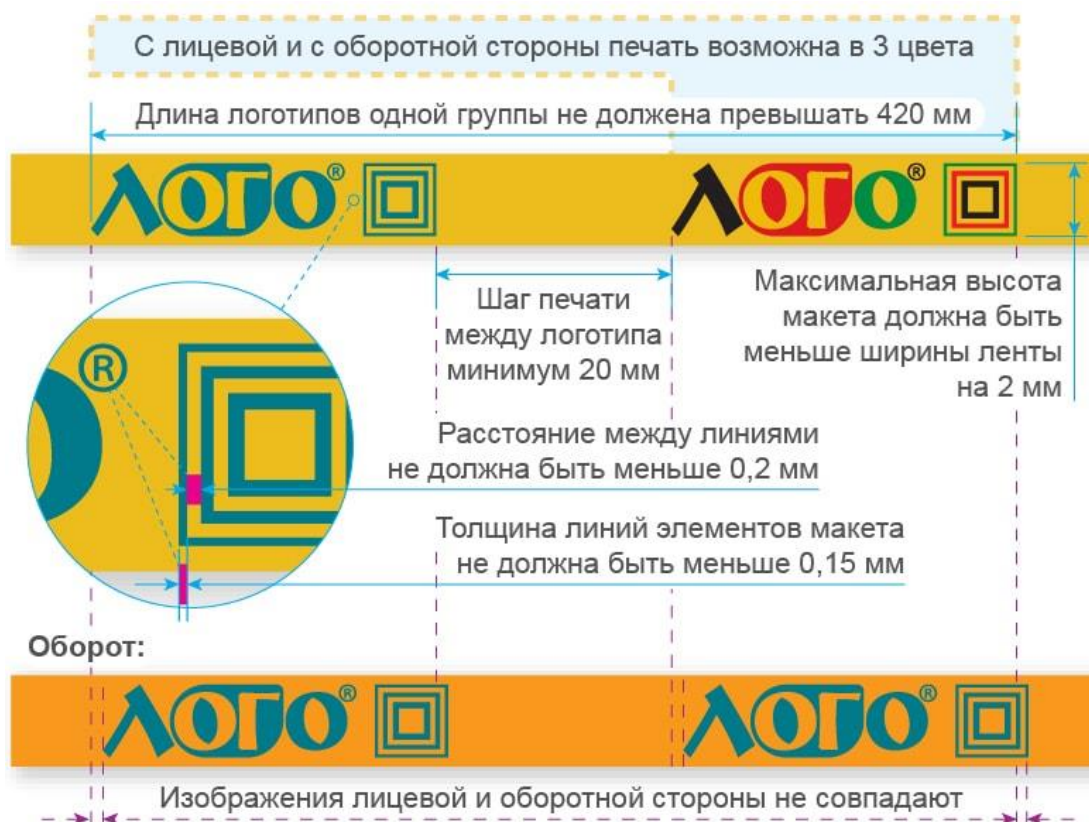 С лицевой и с оборотной стороны печать возможна в 3 цвета
Длина логотипов одной группы не должена превышать 420 мм
ЛОГО® ЛОГО®
Шаг печати
между логотипа
минимум 20 мм
Максимальная высота
макета должна быть
меньше ширины ленты
на 2 мм
®
Расстояние между линиями
не должна быть меньше 0,2 мм
Толщина линий элементов макета
не должна быть меньше 0,15 мм
Оборот:
ЛОГО® ЛОГО®
Изображения лицевой и оборотной стороны не совпадают